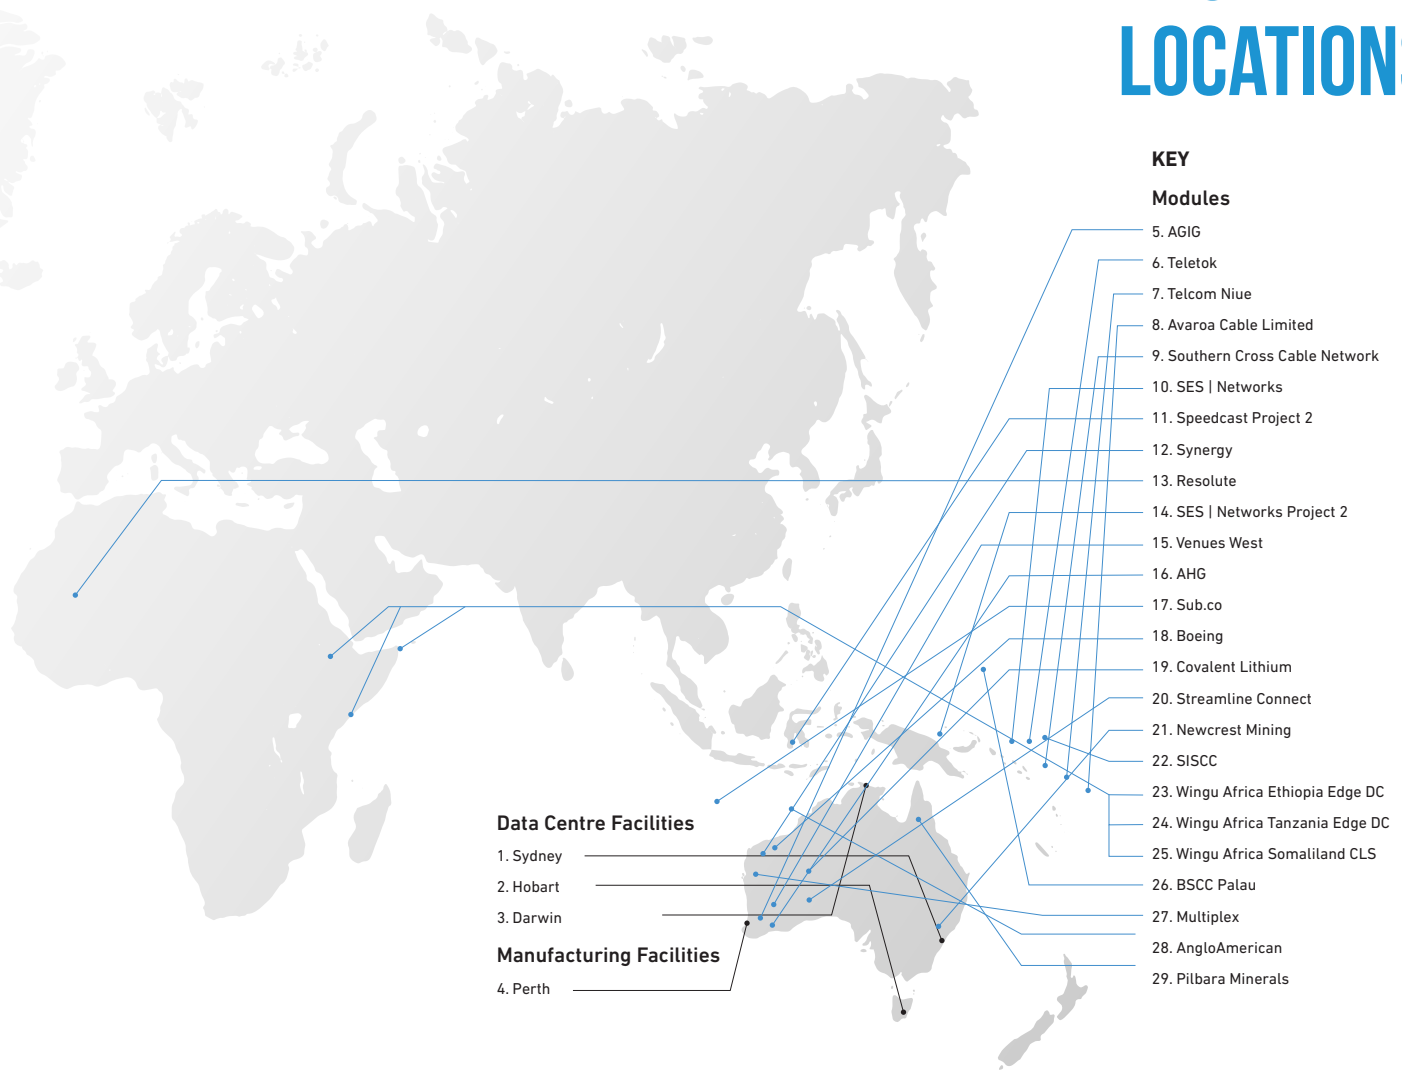 LOCATIONS
KEY
Modules
5. AGIG
6. Teletok
7. Telcom Niue
8. Avaroa Cable Limited
9. Southern Cross Cable Network
10. SES | Networks
11. Speedcast Project 2
12. Synergy
13. Resolute
14. SES | Networks Project 2
15. Venues West
16. AHG
17. Sub.co
18. Boeing
19. Covalent Lithium
20. Streamline Connect
21. Newcrest Mining
22. SISCC
23. Wingu Africa Ethiopia Edge DC
24. Wingu Africa Tanzania Edge DC
25. Wingu Africa Somaliland CLS
26. BSCC Palau
27. Multiplex
28. AngloAmerican
29. Pilbara Minerals
Data Centre Facilities
1. Sydney
2. Hobart
3. Darwin
Manufacturing Facilities
4. Perth